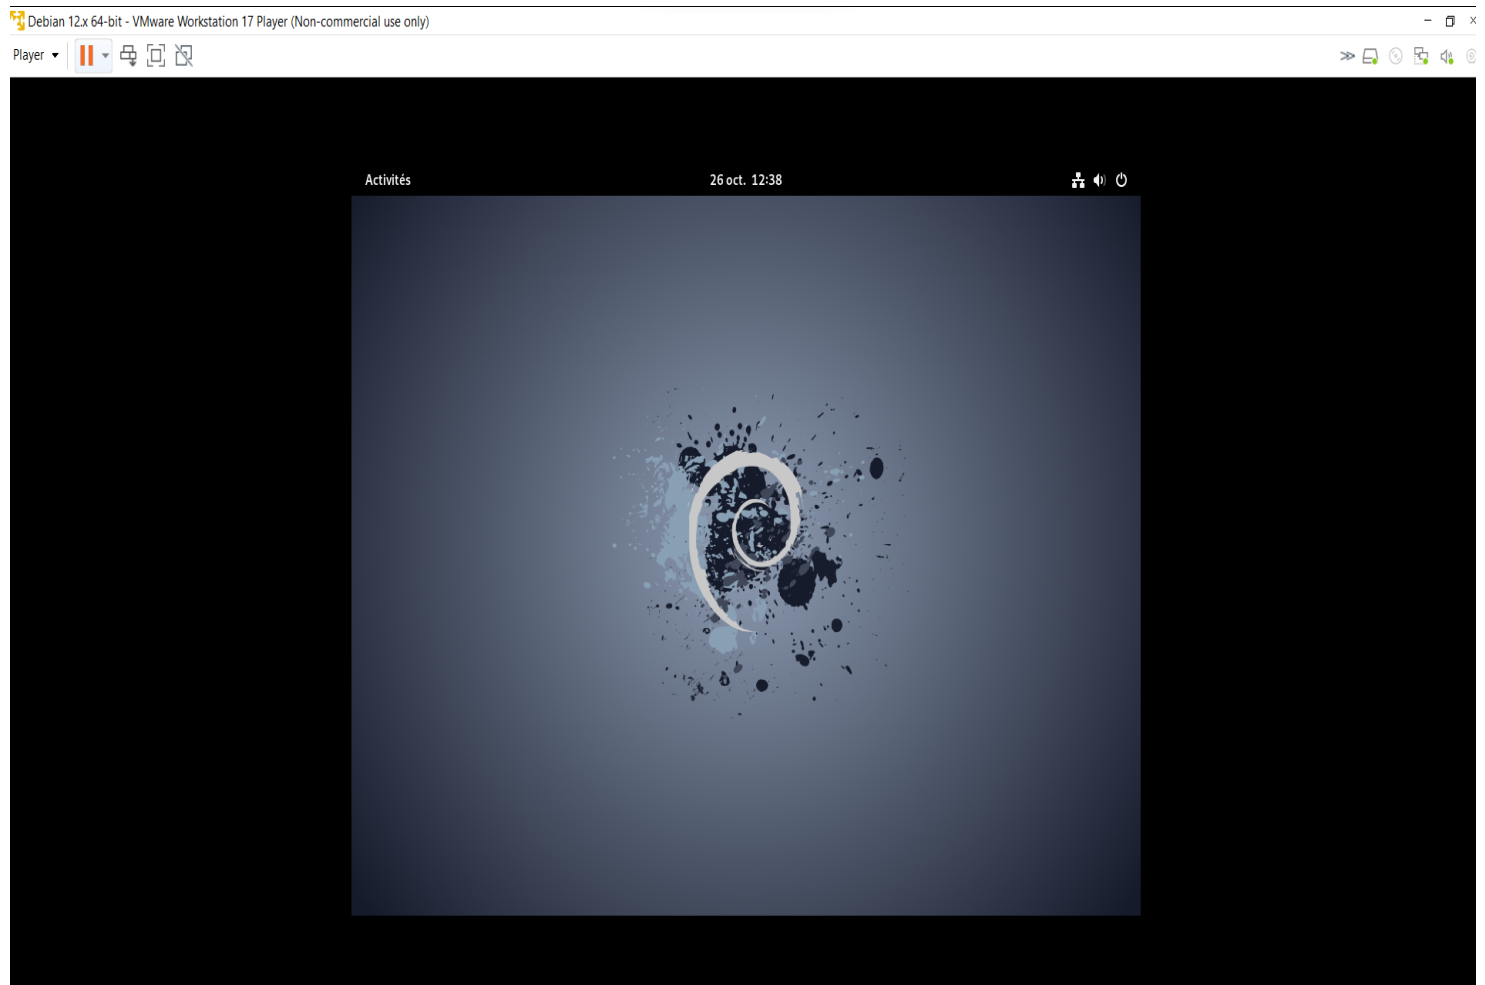 Debian 12.x 64-bit - VMware Workstation 17 Player (Non-commercial use only)
Player
Activités
26 oct. 12:38